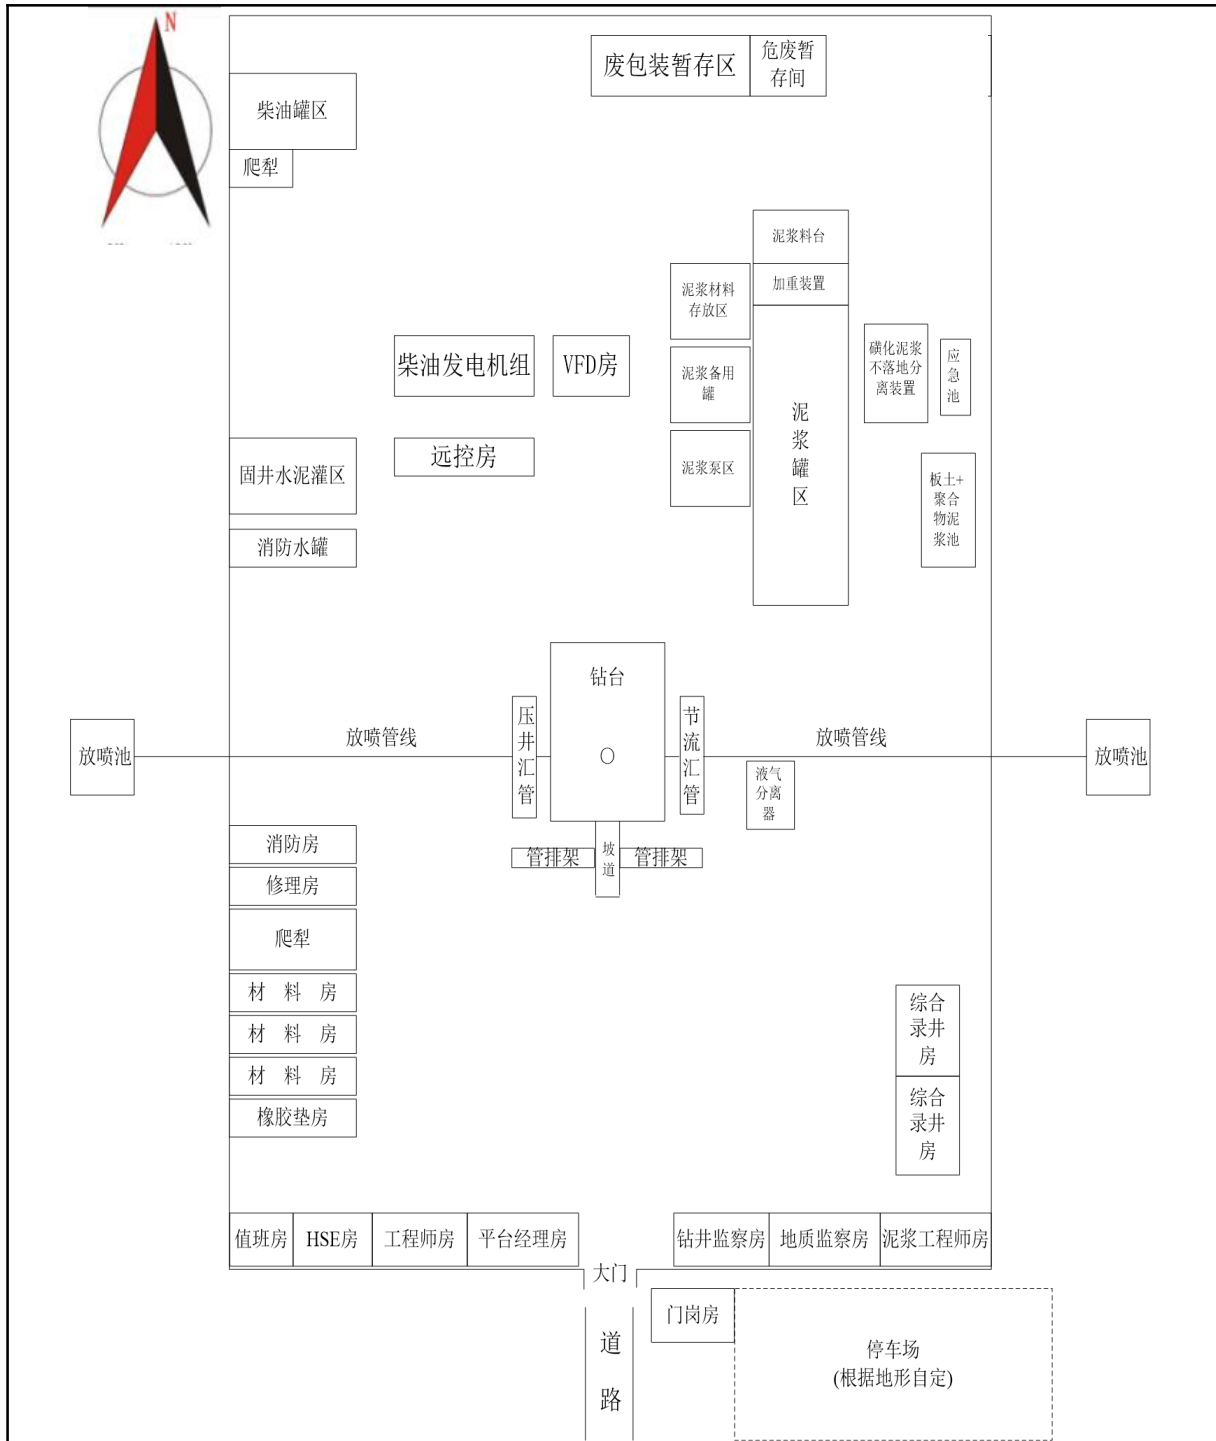 N
废包装暂存区
危废暂
存间
柴油罐区
爬犁
泥浆料台
加重装置
泥浆材料
存放区
柴油发电机组
VFD房
泥浆备用
罐
磺化泥浆
不落地分
离装置
应
急
池
泥
浆
罐
区
远控房
固井水泥灌区
泥浆泵区
板土+
聚合
物泥
浆池
消防水罐
钻台
压
井
汇
管
节
流
汇
管
放喷管线
放喷管线
放喷池
放喷池
液气
分离
器
消防房
管排架
坡
道
管排架
修理房
爬犁
材 料 房
材 料 房
材 料 房
橡胶垫房
综合
录井
房
综合
录井
房
值班房
HSE房
工程师房
平台经理房
钻井监察房
地质监察房
泥浆工程师房
大门
门岗房
道
路
停车场
(根据地形自定)